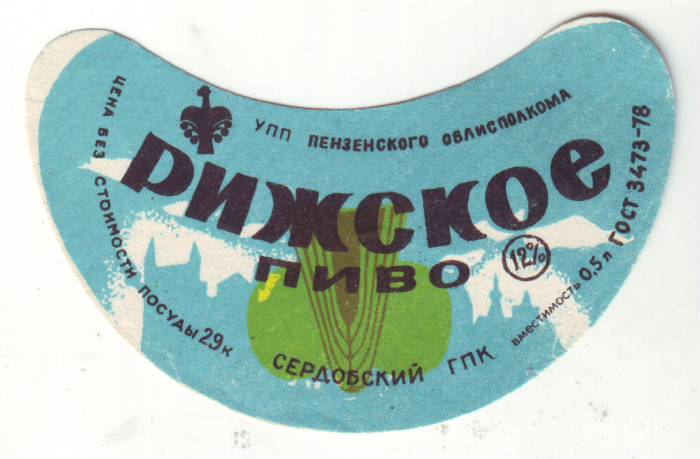 УПП ПЕНЗЕНСКОГО ОБЛИСПОЛКОМА
РИЖСКОЕ
ПИВО
12%
СЕРДОБСКИЙ ГПК
ЦЕНА БЕЗ СТОИМОСТИ ПОСУДЫ 29к
вместимость 0,5 л ГОСТ 3473-78